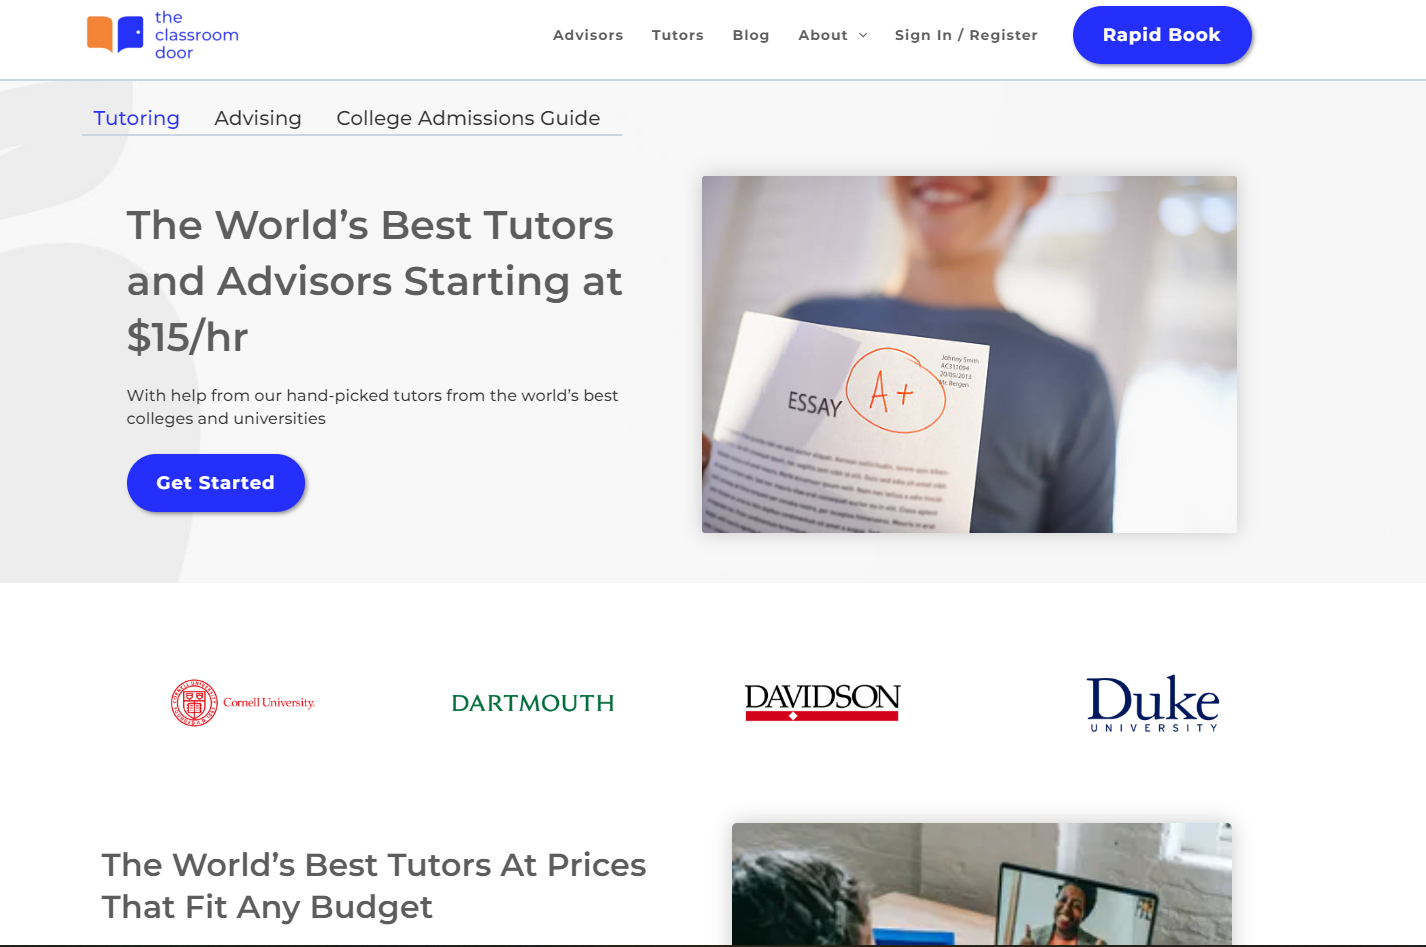 the
classroom
door
Advisors Tutors Blog About Sign In / Register Rapid Book
Tutoring Advising College Admissions Guide
The World’s Best Tutors
and Advisors Starting at
$15/hr
With help from our hand-picked tutors from the world’s best
colleges and universities
Get Started
Johnny Smith
AC311094
20/05/2013
Mr. Bergen
A+
ESSAY
Cornell University.
DARTMOUTH
DAVIDSON
Duke
UNIVERSITY
The World’s Best Tutors At Prices
That Fit Any Budget